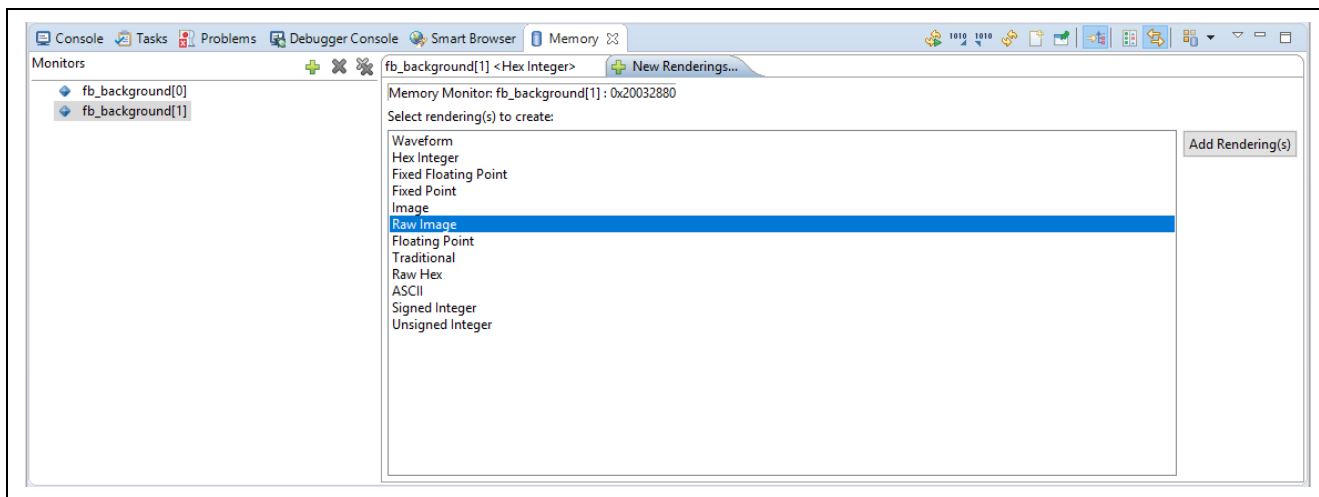 Console Tasks Problems Debugger Console Smart Browser Memory
Monitors
fb_background[0]
fb_background[1]
fb_background[1] <Hex Integer> New Renderings...
Memory Monitor: fb_background[1] : 0x20032880
Select rendering(s) to create:
Waveform
Hex Integer
Fixed Floating Point
Fixed Point
Image
Raw Image
Floating Point
Traditional
Raw Hex
ASCII
Signed Integer
Unsigned Integer
Add Rendering(s)